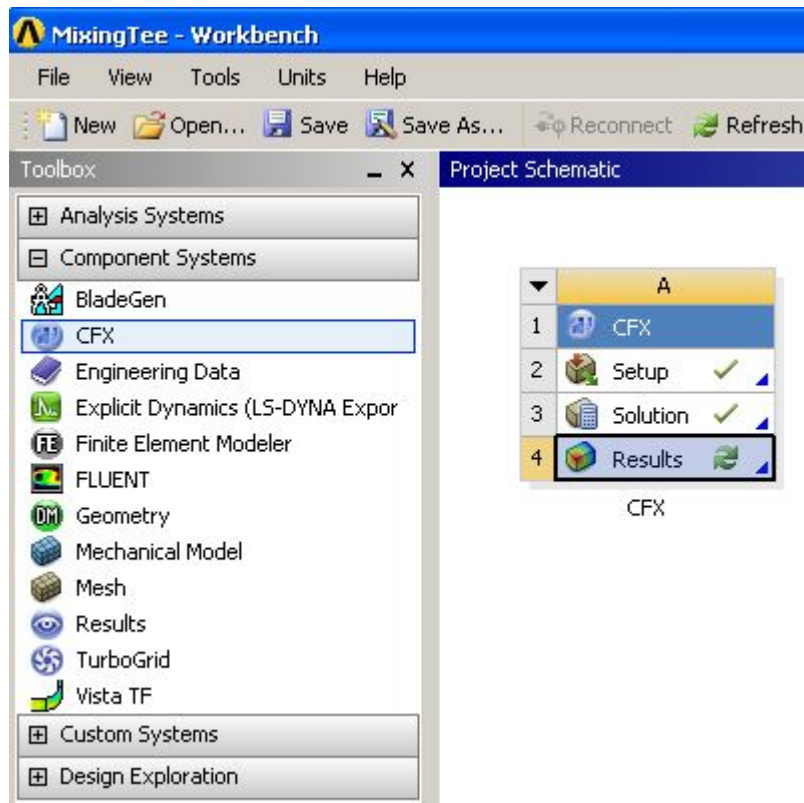 MixingTee - Workbench
File View Tools Units Help
New Open... Save Save As... Reconnect Refresh
Toolbox
Project Schematic
Analysis Systems
Component Systems
BladeGen
CFX
Engineering Data
Explicit Dynamics (LS-DYNA Expor
Finite Element Modeler
FLUENT
Geometry
Mechanical Model
Mesh
Results
TurboGrid
Vista TF
Custom Systems
Design Exploration
A
1 CFX
2 Setup
3 Solution
4 Results
CFX